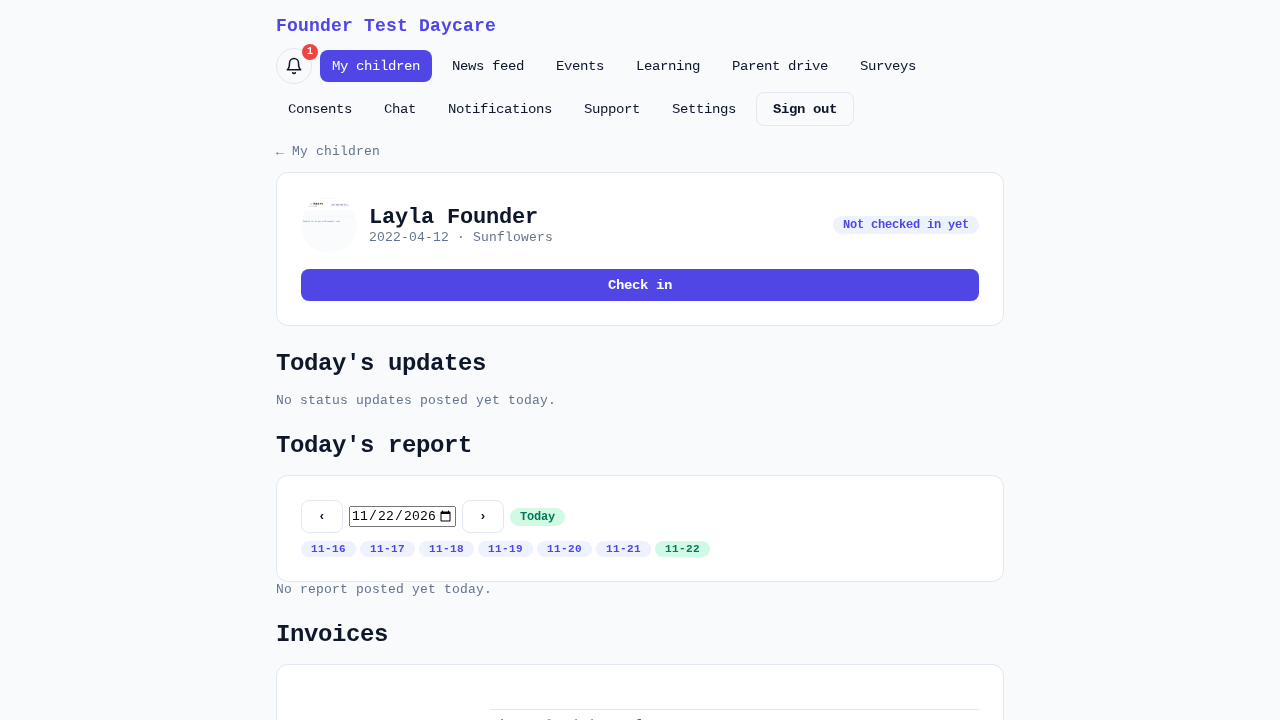 Founder Test Daycare
1
My children News feed Events Learning Parent drive Surveys
Consents Chat Notifications Support Settings Sign out
← My children
Layla Founder
2022-04-12 · Sunflowers
Not checked in yet
Check in
Today's updates
No status updates posted yet today.
Today's report
‹ 11/22/2026 › Today
11-16 11-17 11-18 11-19 11-20 11-21 11-22
No report posted yet today.
Invoices